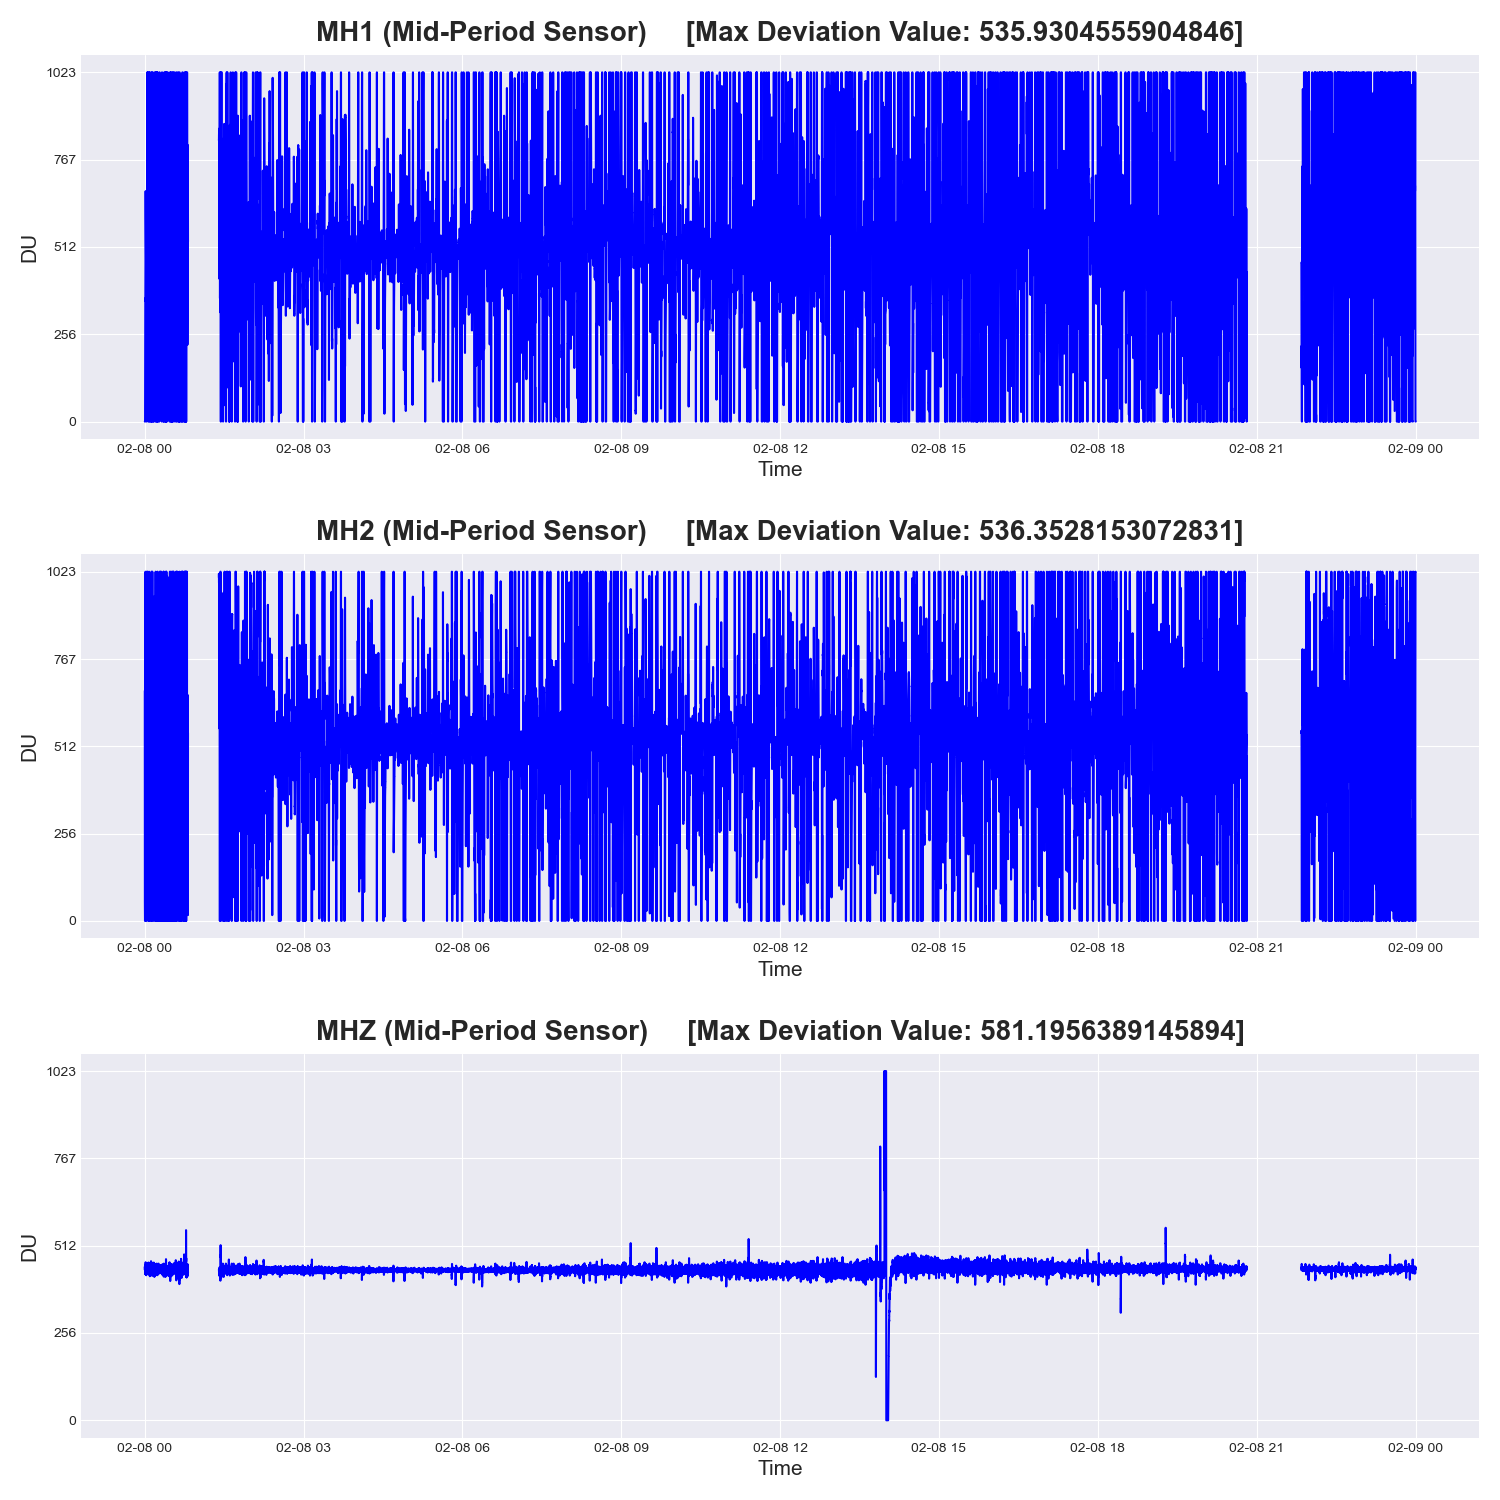 MH1 (Mid-Period Sensor) [Max Deviation Value: 535.9304555904846]
1023
767
512
256
0
DU
02-08 00 02-08 03 02-08 06 02-08 09 02-08 12 02-08 15 02-08 18 02-08 21 02-09 00
Time
MH2 (Mid-Period Sensor) [Max Deviation Value: 536.3528153072831]
1023
767
512
256
0
DU
02-08 00 02-08 03 02-08 06 02-08 09 02-08 12 02-08 15 02-08 18 02-08 21 02-09 00
Time
MHZ (Mid-Period Sensor) [Max Deviation Value: 581.1956389145894]
1023
767
512
256
0
DU
02-08 00 02-08 03 02-08 06 02-08 09 02-08 12 02-08 15 02-08 18 02-08 21 02-09 00
Time